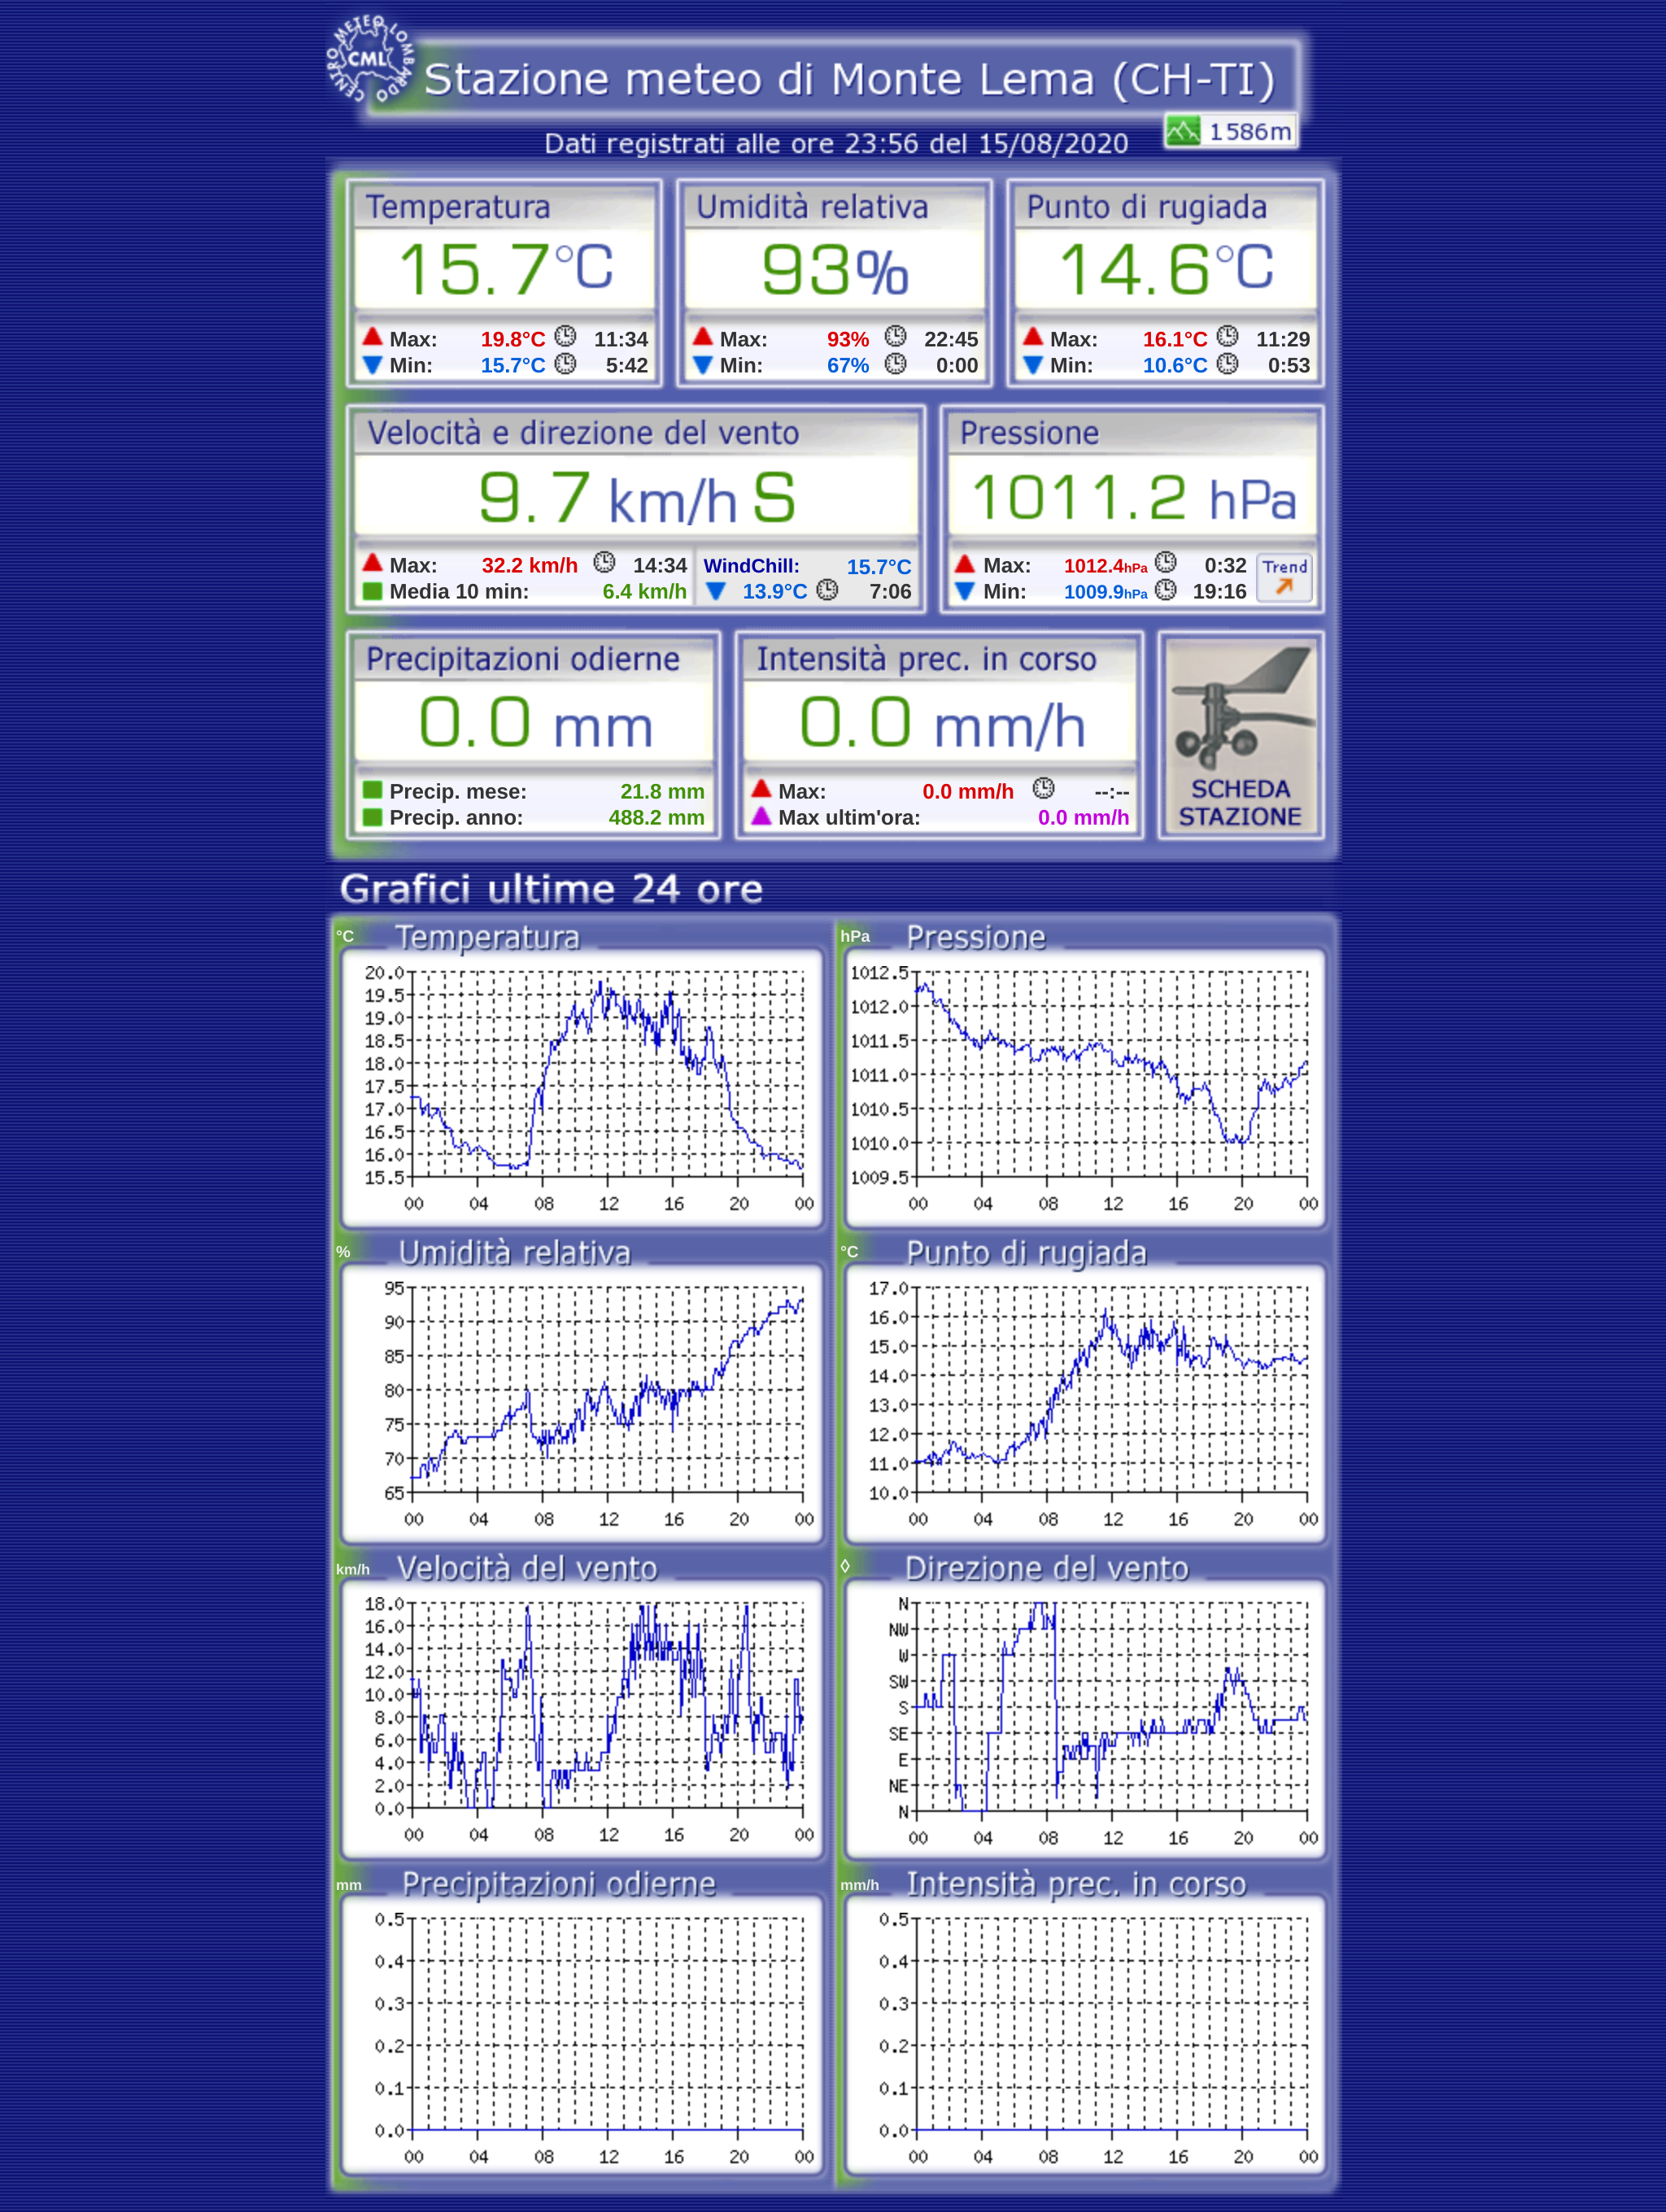 CENTRO METEO LOMBARDO
CML
Stazione meteo di Monte Lema (CH-TI)
Dati registrati alle ore 23:56 del 15/08/2020
1586m
Temperatura Umidità relativa Punto di rugiada
15.7°C 93% 14.6°C
Max: 19.8°C 11:34 Max: 93% 22:45 Max: 16.1°C 11:29
Min: 15.7°C 5:42 Min: 67% 0:00 Min: 10.6°C 0:53
Velocità e direzione del vento Pressione
9.7 km/h S 1011.2 hPa
Max: 32.2 km/h 14:34 WindChill: 15.7°C Max: 1012.4hPa 0:32 Trend
Media 10 min: 6.4 km/h 13.9°C 7:06 Min: 1009.9hPa 19:16
Precipitazioni odierne Intensità prec. in corso
0.0 mm 0.0 mm/h
Precip. mese: 21.8 mm Max: 0.0 mm/h --:-- SCHEDA
Precip. anno: 488.2 mm Max ultim'ora: 0.0 mm/h STAZIONE
Grafici ultime 24 ore
°C Temperatura hPa Pressione
20.0 1012.5
19.5
19.0 1012.0
18.5 1011.5
18.0
17.5 1011.0
17.0 1010.5
16.5 1010.0
16.0
15.5 1009.5
00 04 08 12 16 20 00 00 04 08 12 16 20 00
% Umidità relativa °C Punto di rugiada
95 17.0
90 16.0
85 15.0
80 14.0
75 13.0
70 12.0
11.0
65 10.0
00 04 08 12 16 20 00 00 04 08 12 16 20 00
km/h Velocità del vento ◊ Direzione del vento
18.0 N
16.0 NW
14.0 W
12.0 SW
10.0 S
8.0 SE
6.0 E
4.0 NE
2.0 N
0.0
00 04 08 12 16 20 00 00 04 08 12 16 20 00
mm Precipitazioni odierne mm/h Intensità prec. in corso
0.5 0.5
0.4 0.4
0.3 0.3
0.2 0.2
0.1 0.1
0.0 0.0
00 04 08 12 16 20 00 00 04 08 12 16 20 00